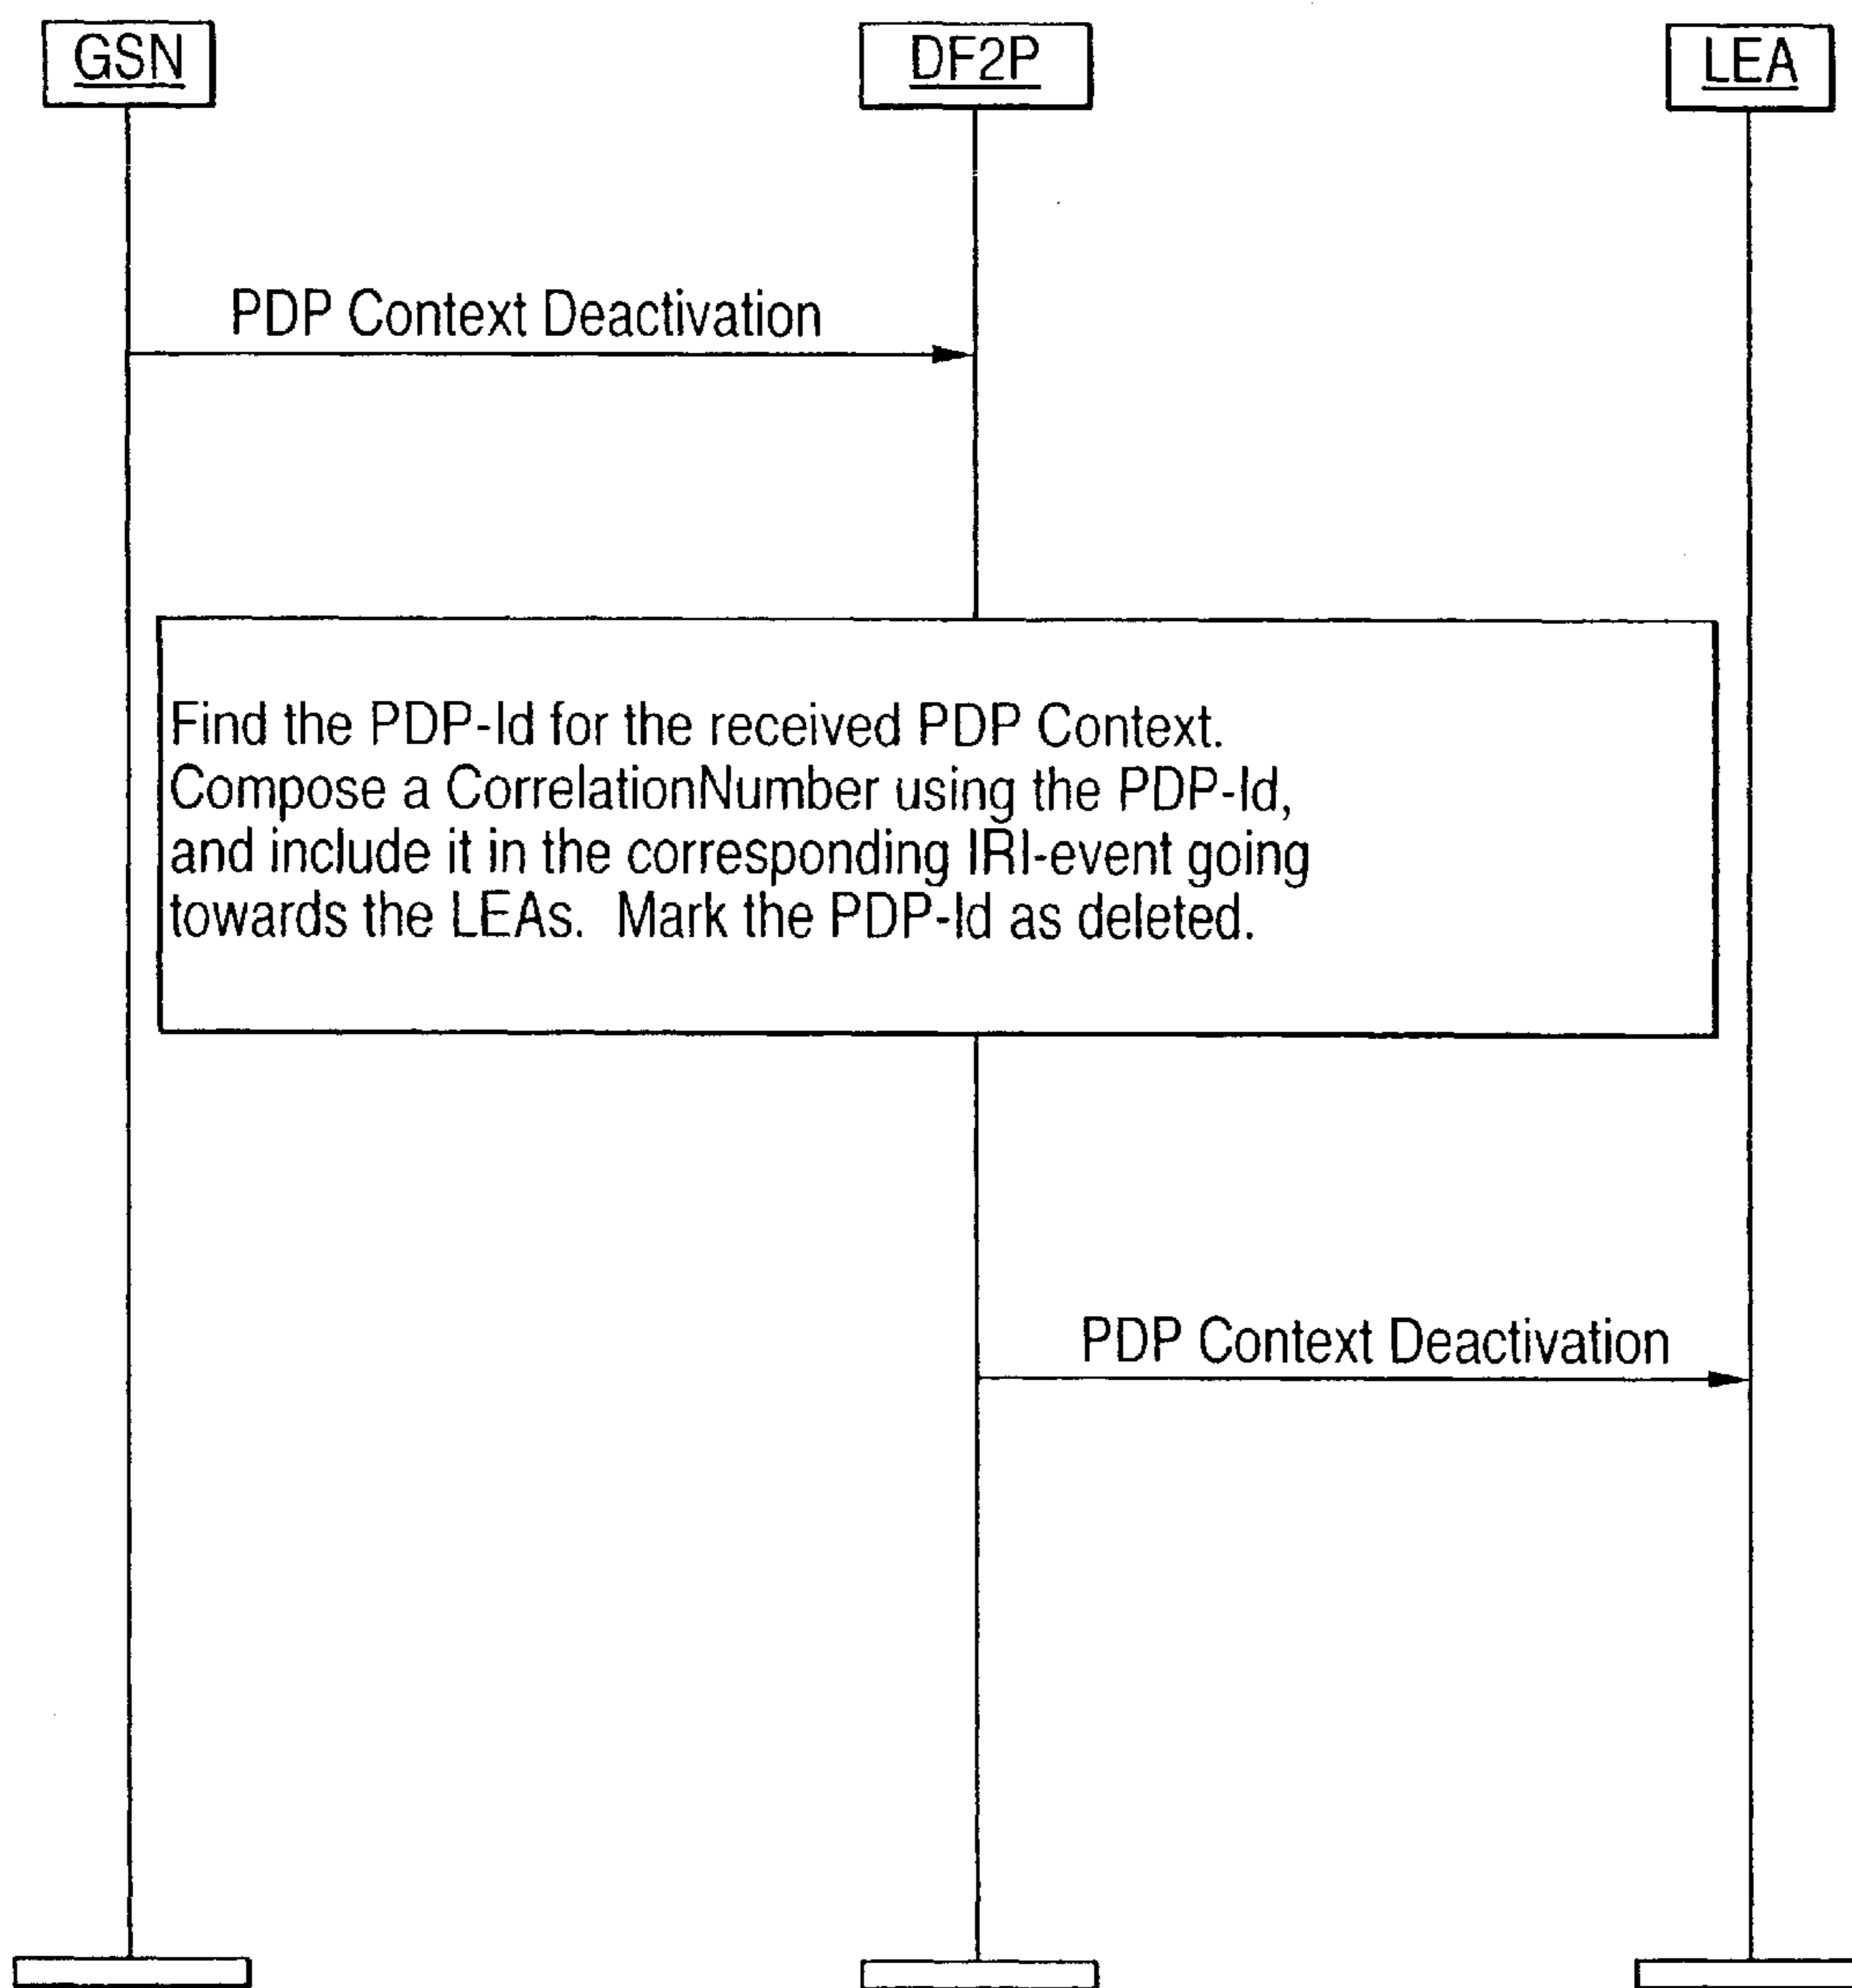 GSN
DF2P
LEA
PDP Context Deactivation
Find the PDP-Id for the received PDP Context.
Compose a CorrelationNumber using the PDP-Id,
and include it in the corresponding IRI-event going
towards the LEAs. Mark the PDP-Id as deleted.
PDP Context Deactivation